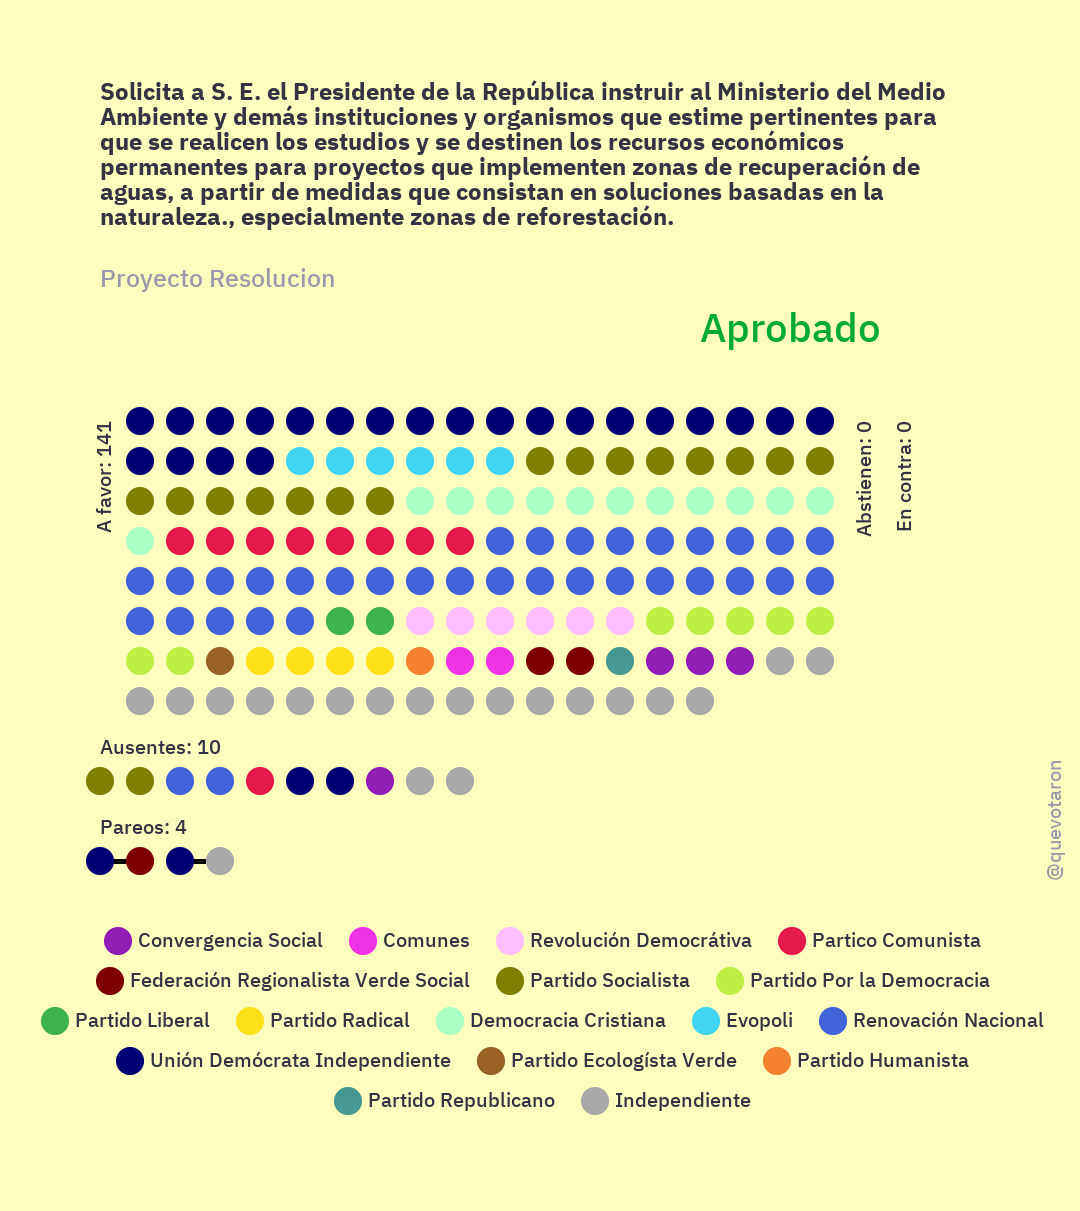 Solicita a S. E. el Presidente de la República instruir al Ministerio del Medio
Ambiente y demás instituciones y organismos que estime pertinentes para
que se realicen los estudios y se destinen los recursos económicos
permanentes para proyectos que implementen zonas de recuperación de
aguas, a partir de medidas que consistan en soluciones basadas en la
naturaleza., especialmente zonas de reforestación.
Proyecto Resolucion
Aprobado
A favor: 141
Abstienen: 0
En contra: 0
Ausentes: 10
Pareos: 4
@quevotaron
Convergencia Social Comunes Revolución Demócrátiva Partico Comunista
Federación Regionalista Verde Social Partido Socialista Partido Por la Democracia
Partido Liberal Partido Radical Democracia Cristiana Evopoli Renovación Nacional
Unión Demócrata Independiente Partido Ecologísta Verde Partido Humanista
Partido Republicano Independiente